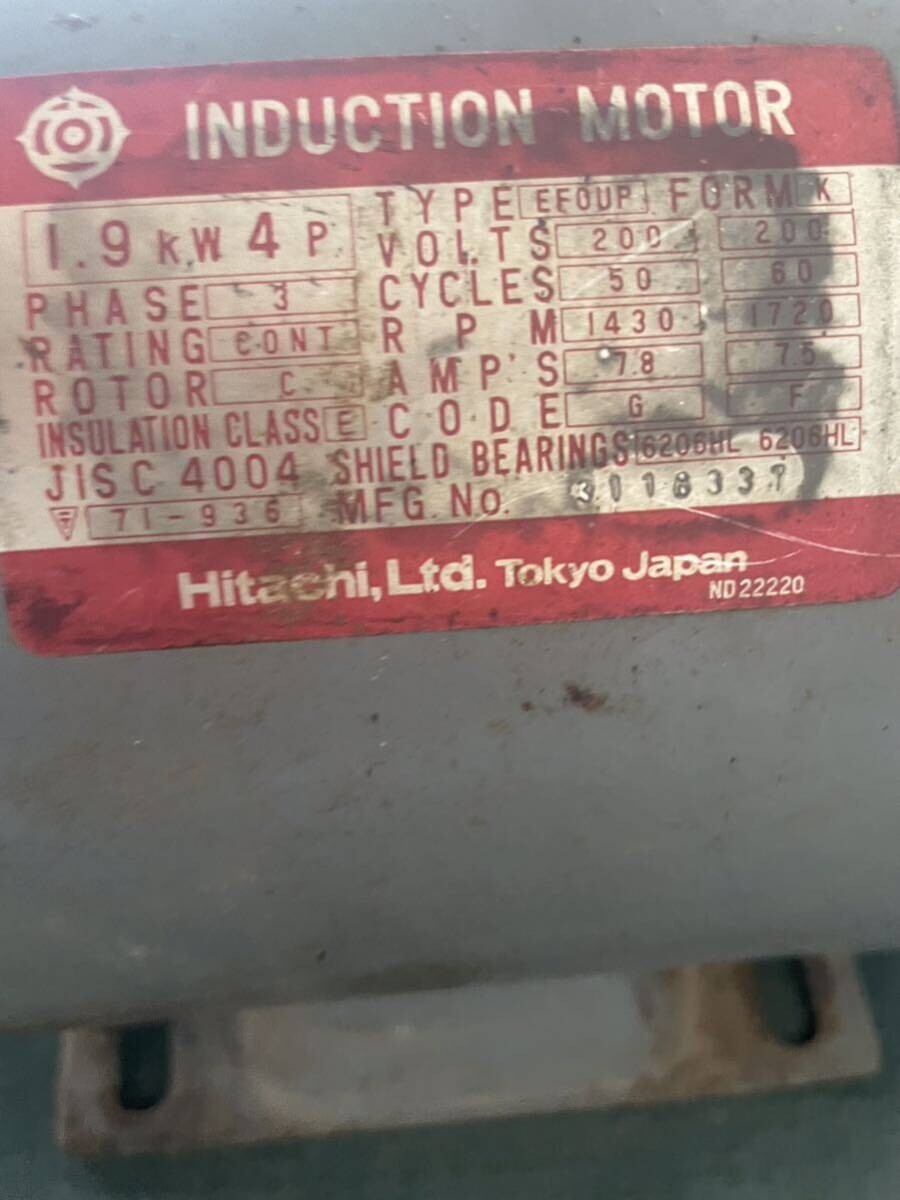 INDUCTION MOTOR
1.9 kW 4 P
TYPE EFOUP FORM K
VOLTS 200 200
PHASE 3
CYCLES 50 60
RATING CONT
RPM 1430 1720
ROTOR C
AMP'S 7.8 7.5
INSULATION CLASS E
CODE G F
JIS C 4004 SHIELD BEARINGS 6206HL 6206HL
71-936 MFG. No. 3118337
Hitachi, Ltd. Tokyo Japan
ND22220